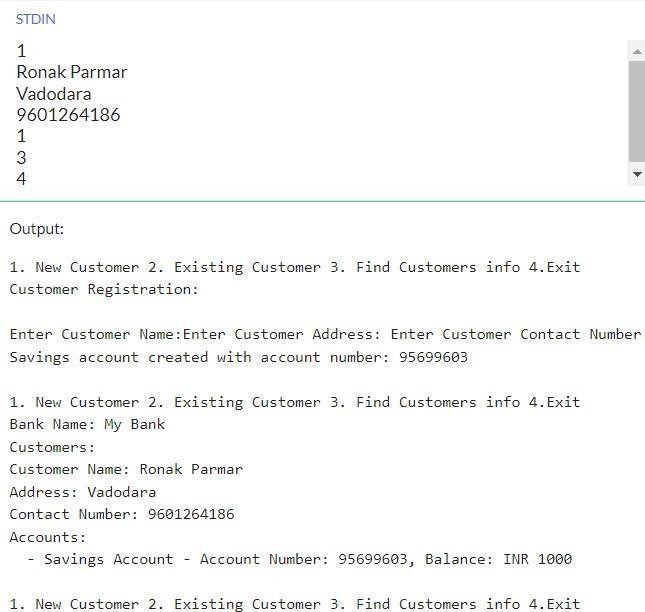 STDIN
1
Ronak Parmar
Vadodara
9601264186
1
3
4
Output:
1. New Customer 2. Existing Customer 3. Find Customers info 4.Exit
Customer Registration:
Enter Customer Name:Enter Customer Address: Enter Customer Contact Number
Savings account created with account number: 95699603
1. New Customer 2. Existing Customer 3. Find Customers info 4.Exit
Bank Name: My Bank
Customers:
Customer Name: Ronak Parmar
Address: Vadodara
Contact Number: 9601264186
Accounts:
- Savings Account - Account Number: 95699603, Balance: INR 1000
1. New Customer 2. Existing Customer 3. Find Customers info 4.Exit